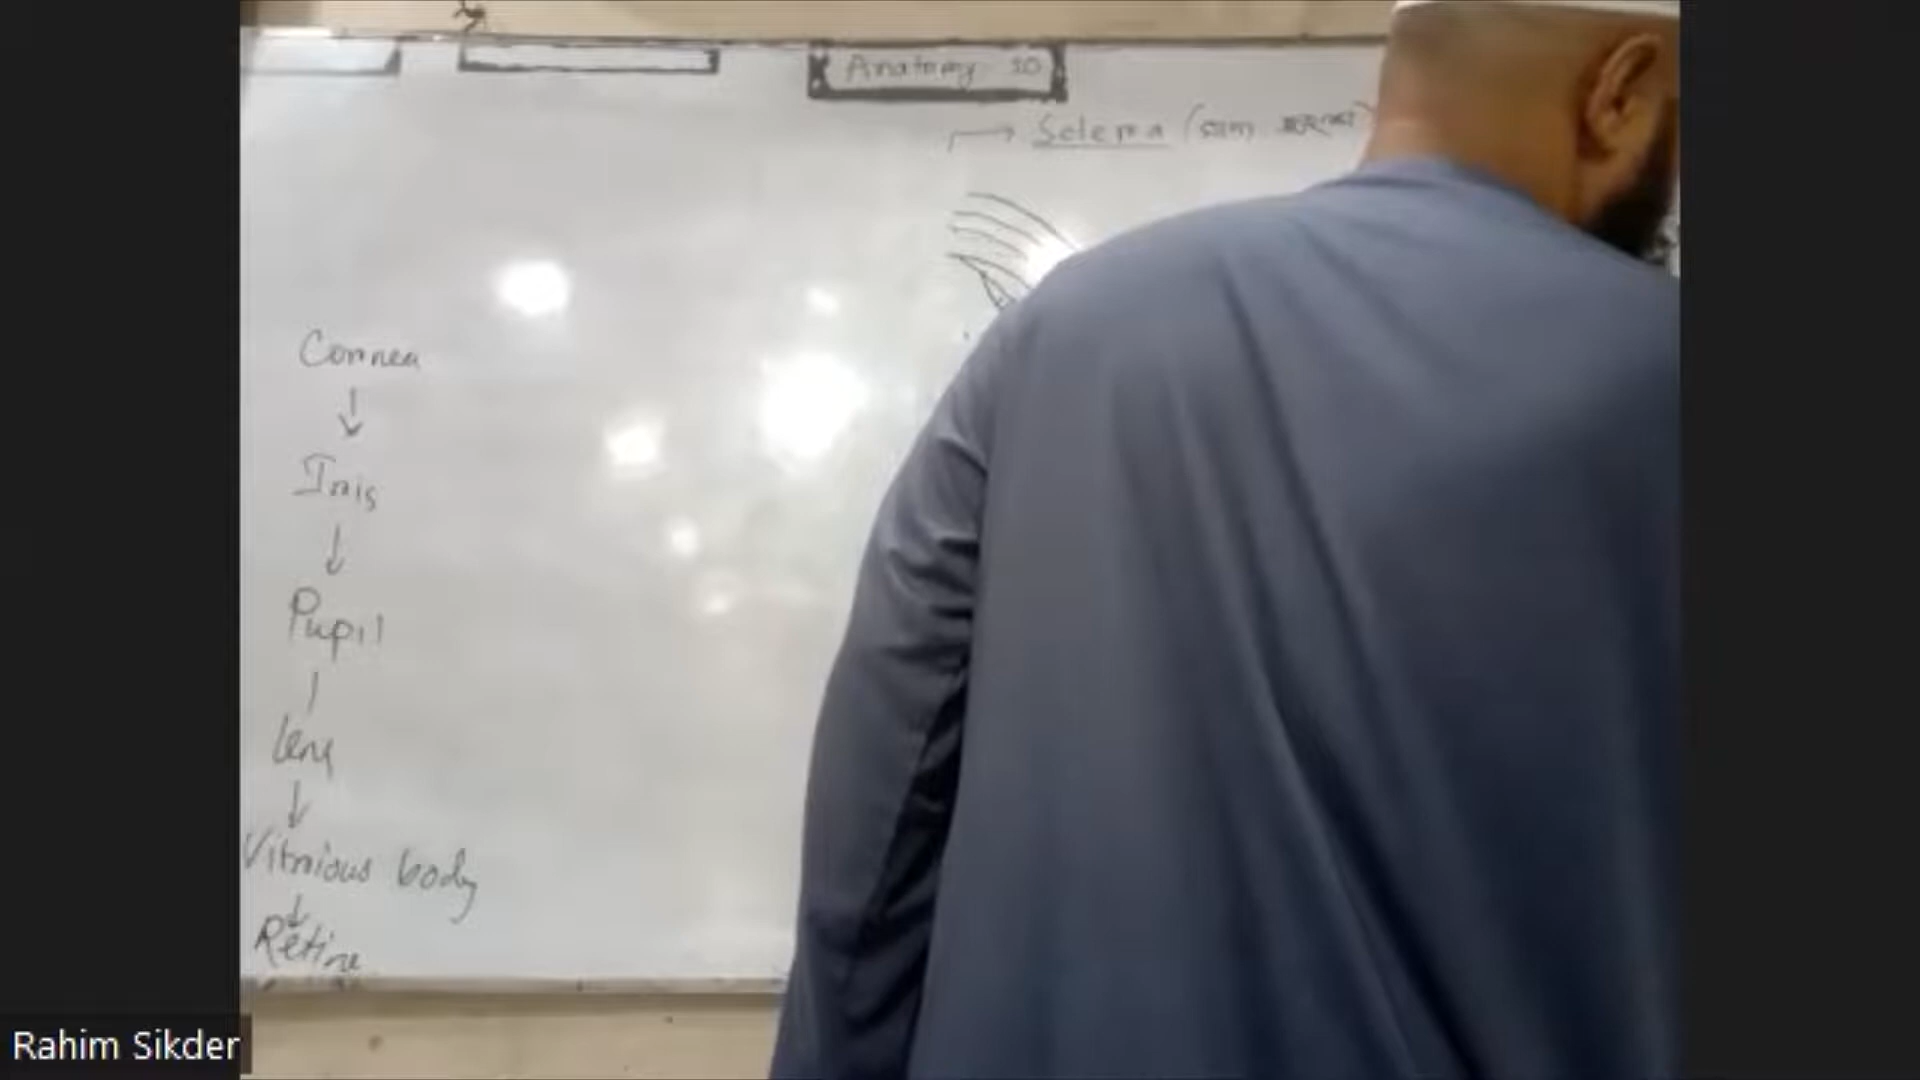 Anatomy 10
Sclera (
Cornea
Iris
Pupil
Lens
Vitrious body
Retina
Rahim Sikder